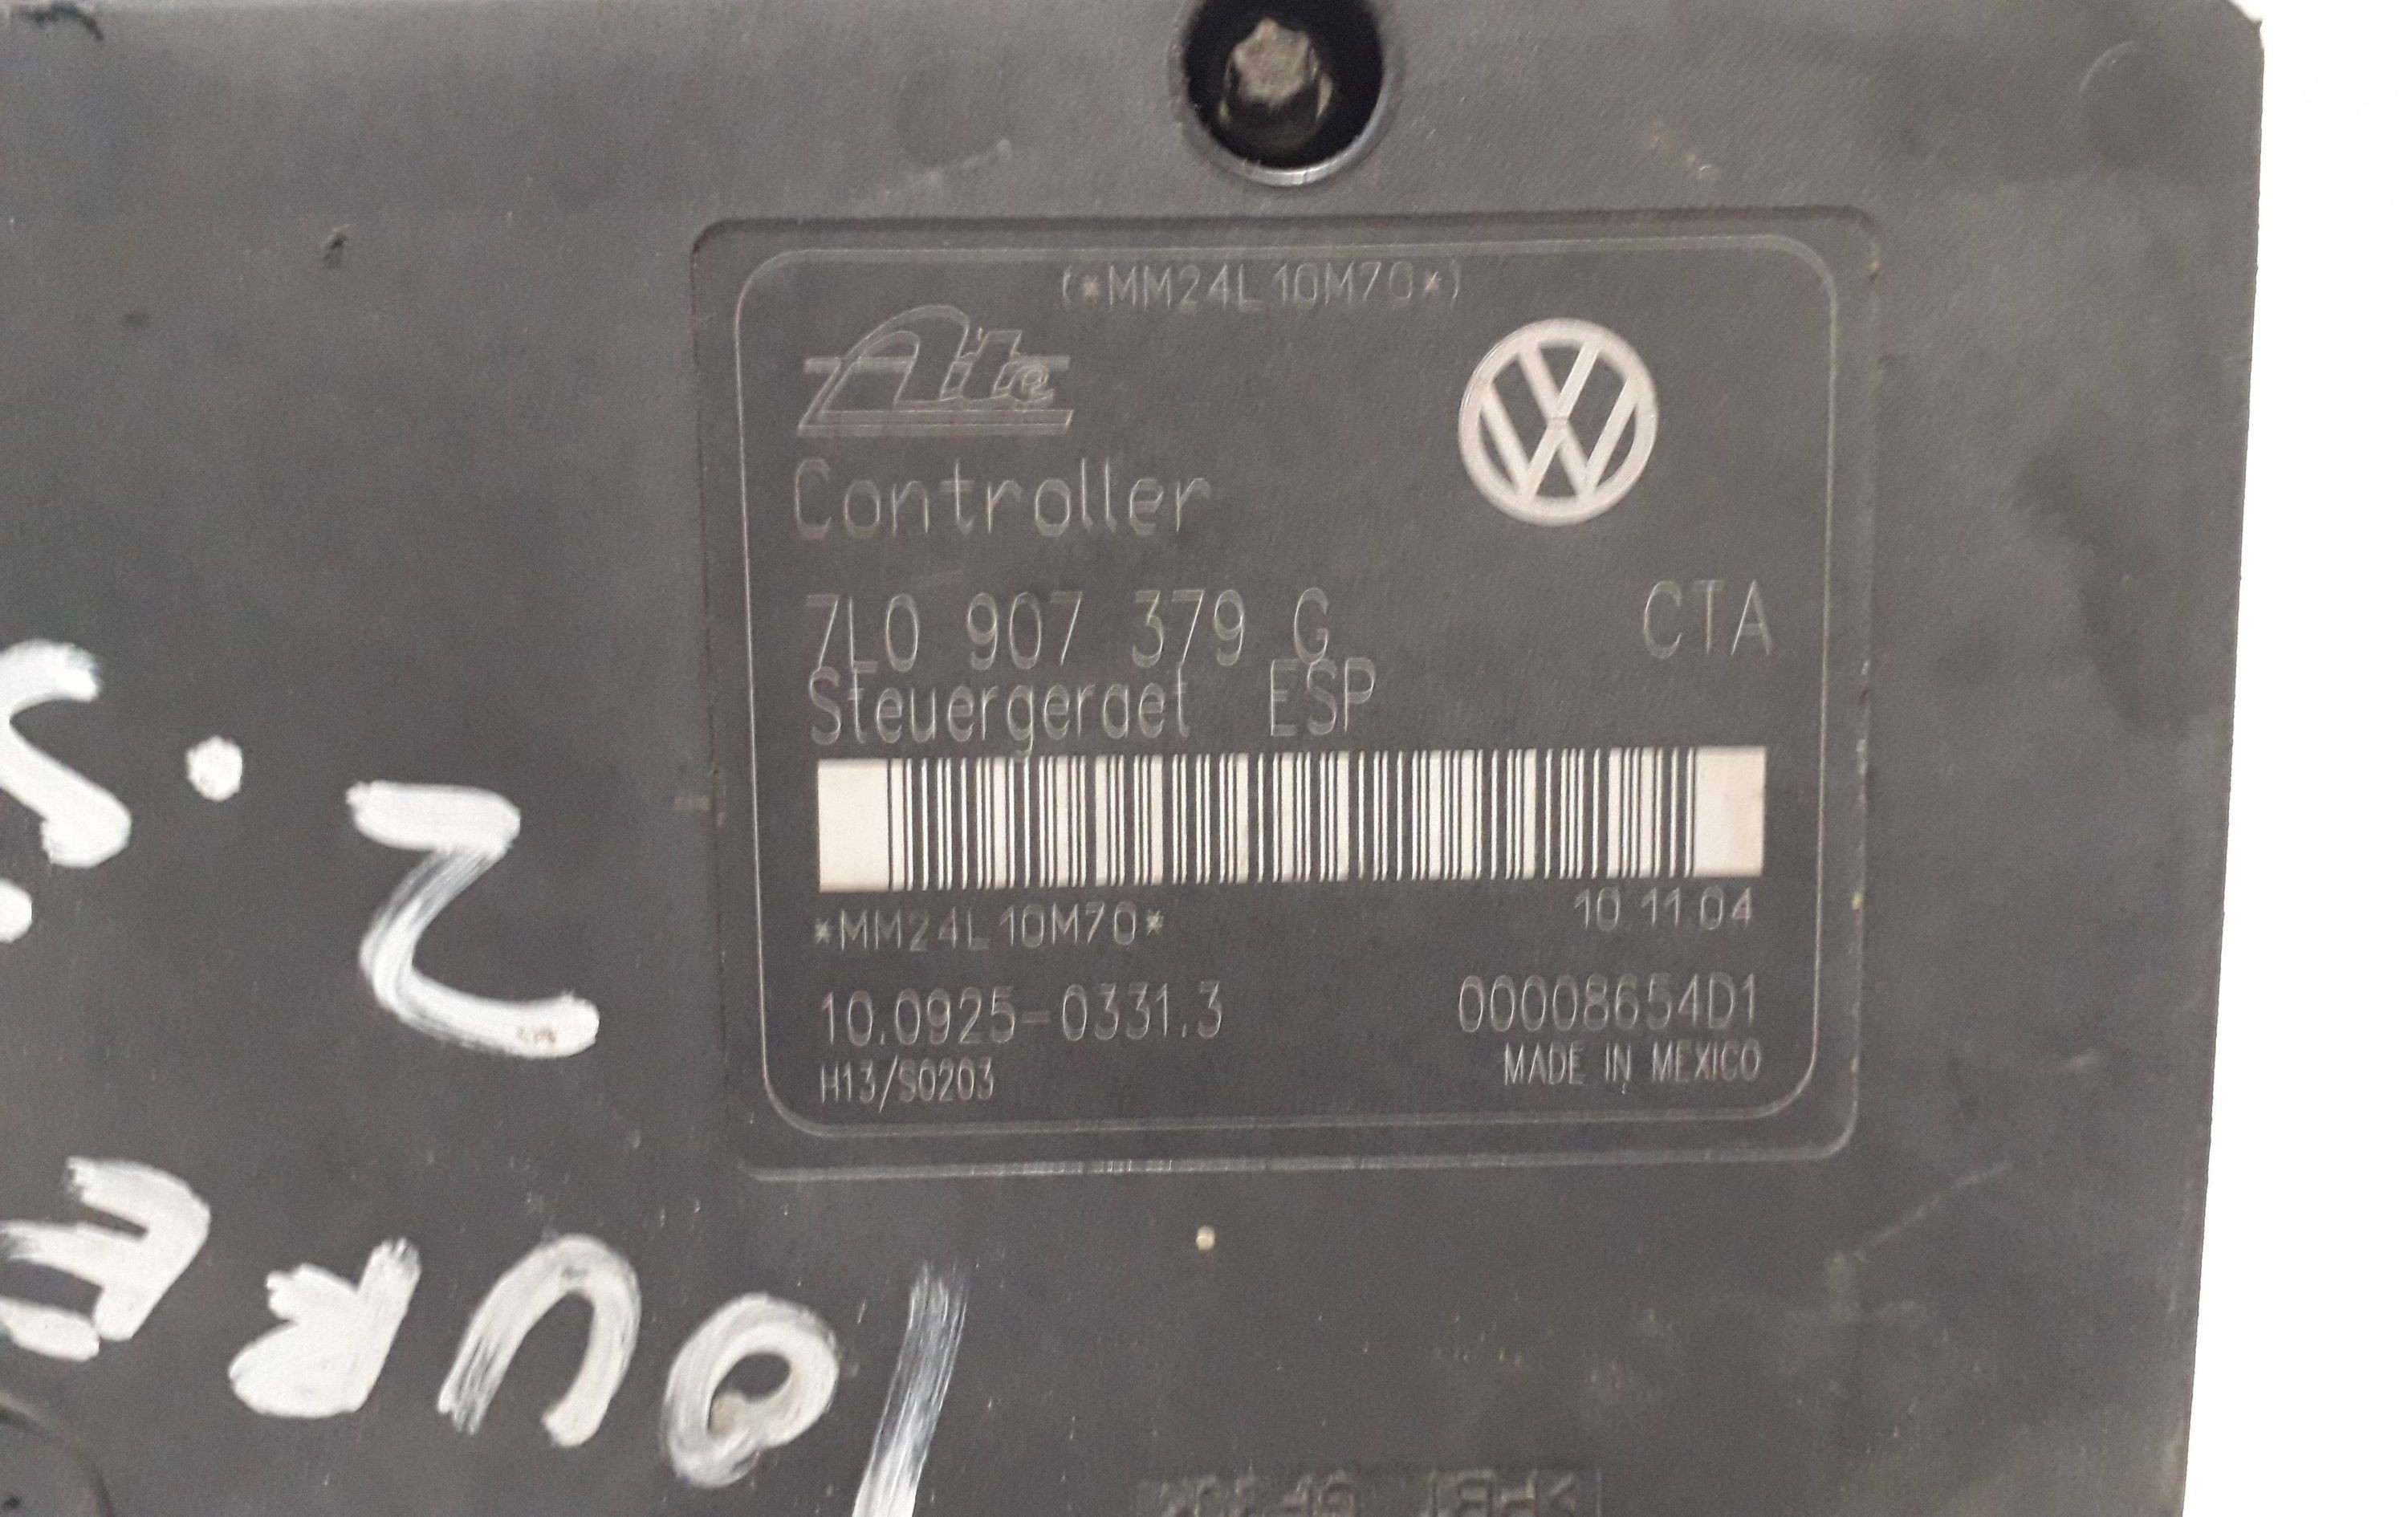 (*MM24L10M70*)
Ate
Controller
7L0 907 379 G CTA
Steuergeraet ESP
*MM24L10M70* 10.11.04
10.0925-0331.3 00008654D1
H13/S0203 MADE IN MEXICO
2.5